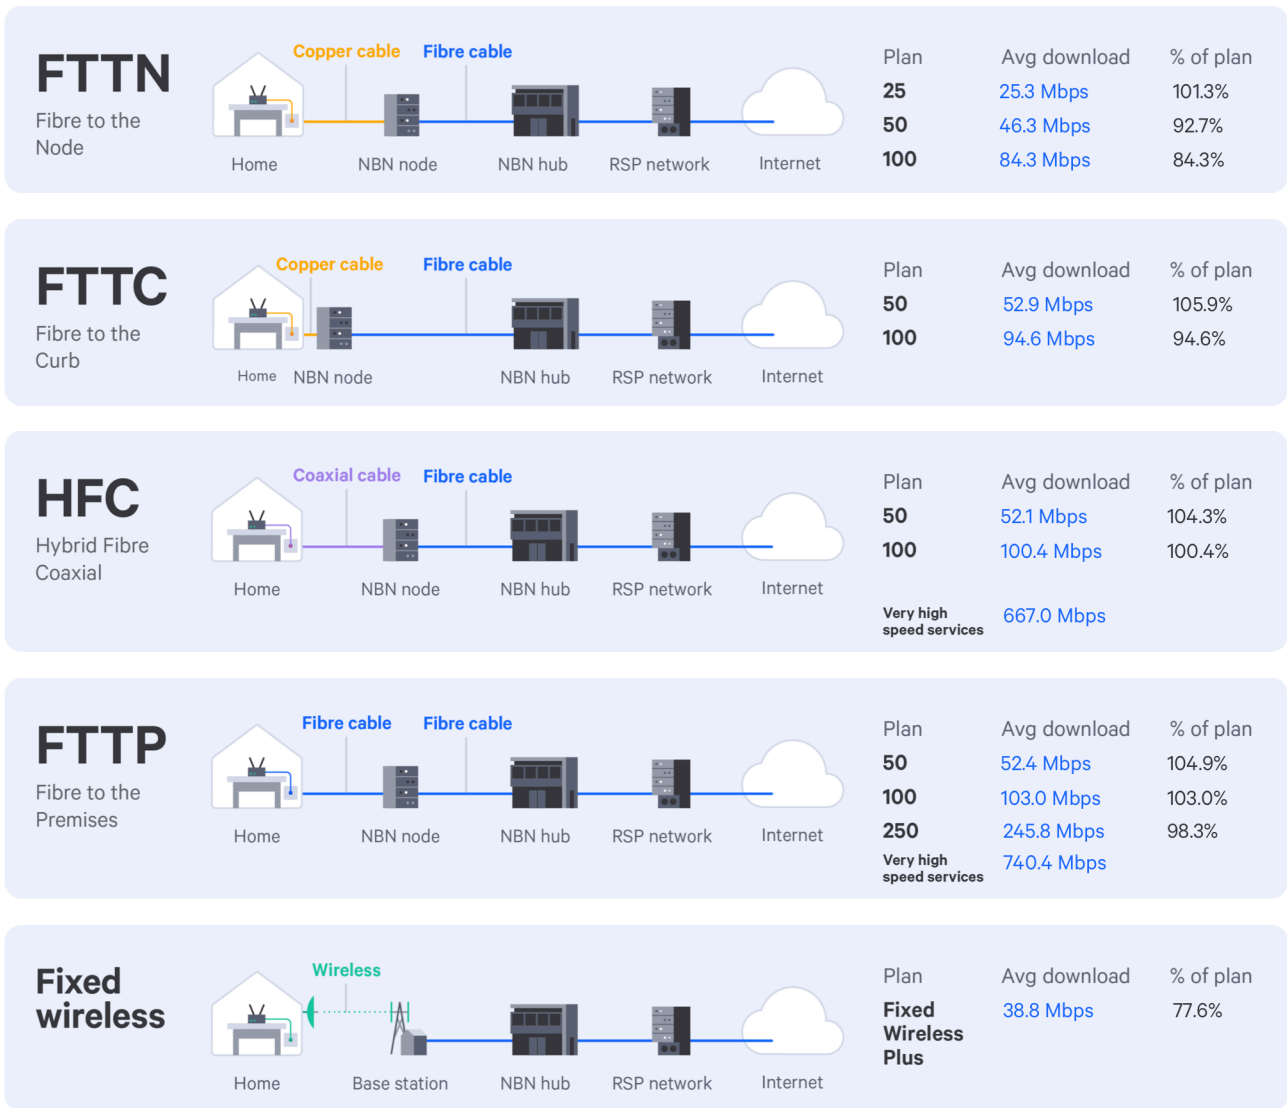 Copper cable Fibre cable
FTTN
Fibre to the
Node
Home NBN node NBN hub RSP network Internet
Plan Avg download % of plan
25 25.3 Mbps 101.3%
50 46.3 Mbps 92.7%
100 84.3 Mbps 84.3%
Copper cable Fibre cable
FTTC
Fibre to the
Curb
Home NBN node NBN hub RSP network Internet
Plan Avg download % of plan
50 52.9 Mbps 105.9%
100 94.6 Mbps 94.6%
Coaxial cable Fibre cable
HFC
Hybrid Fibre
Coaxial
Home NBN node NBN hub RSP network Internet
Plan Avg download % of plan
50 52.1 Mbps 104.3%
100 100.4 Mbps 100.4%
Very high
speed services 667.0 Mbps
Fibre cable Fibre cable
FTTP
Fibre to the
Premises
Home NBN node NBN hub RSP network Internet
Plan Avg download % of plan
50 52.4 Mbps 104.9%
100 103.0 Mbps 103.0%
250 245.8 Mbps 98.3%
Very high
speed services 740.4 Mbps
Fixed
wireless
Wireless
Home Base station NBN hub RSP network Internet
Plan Avg download % of plan
Fixed 38.8 Mbps 77.6%
Wireless
Plus